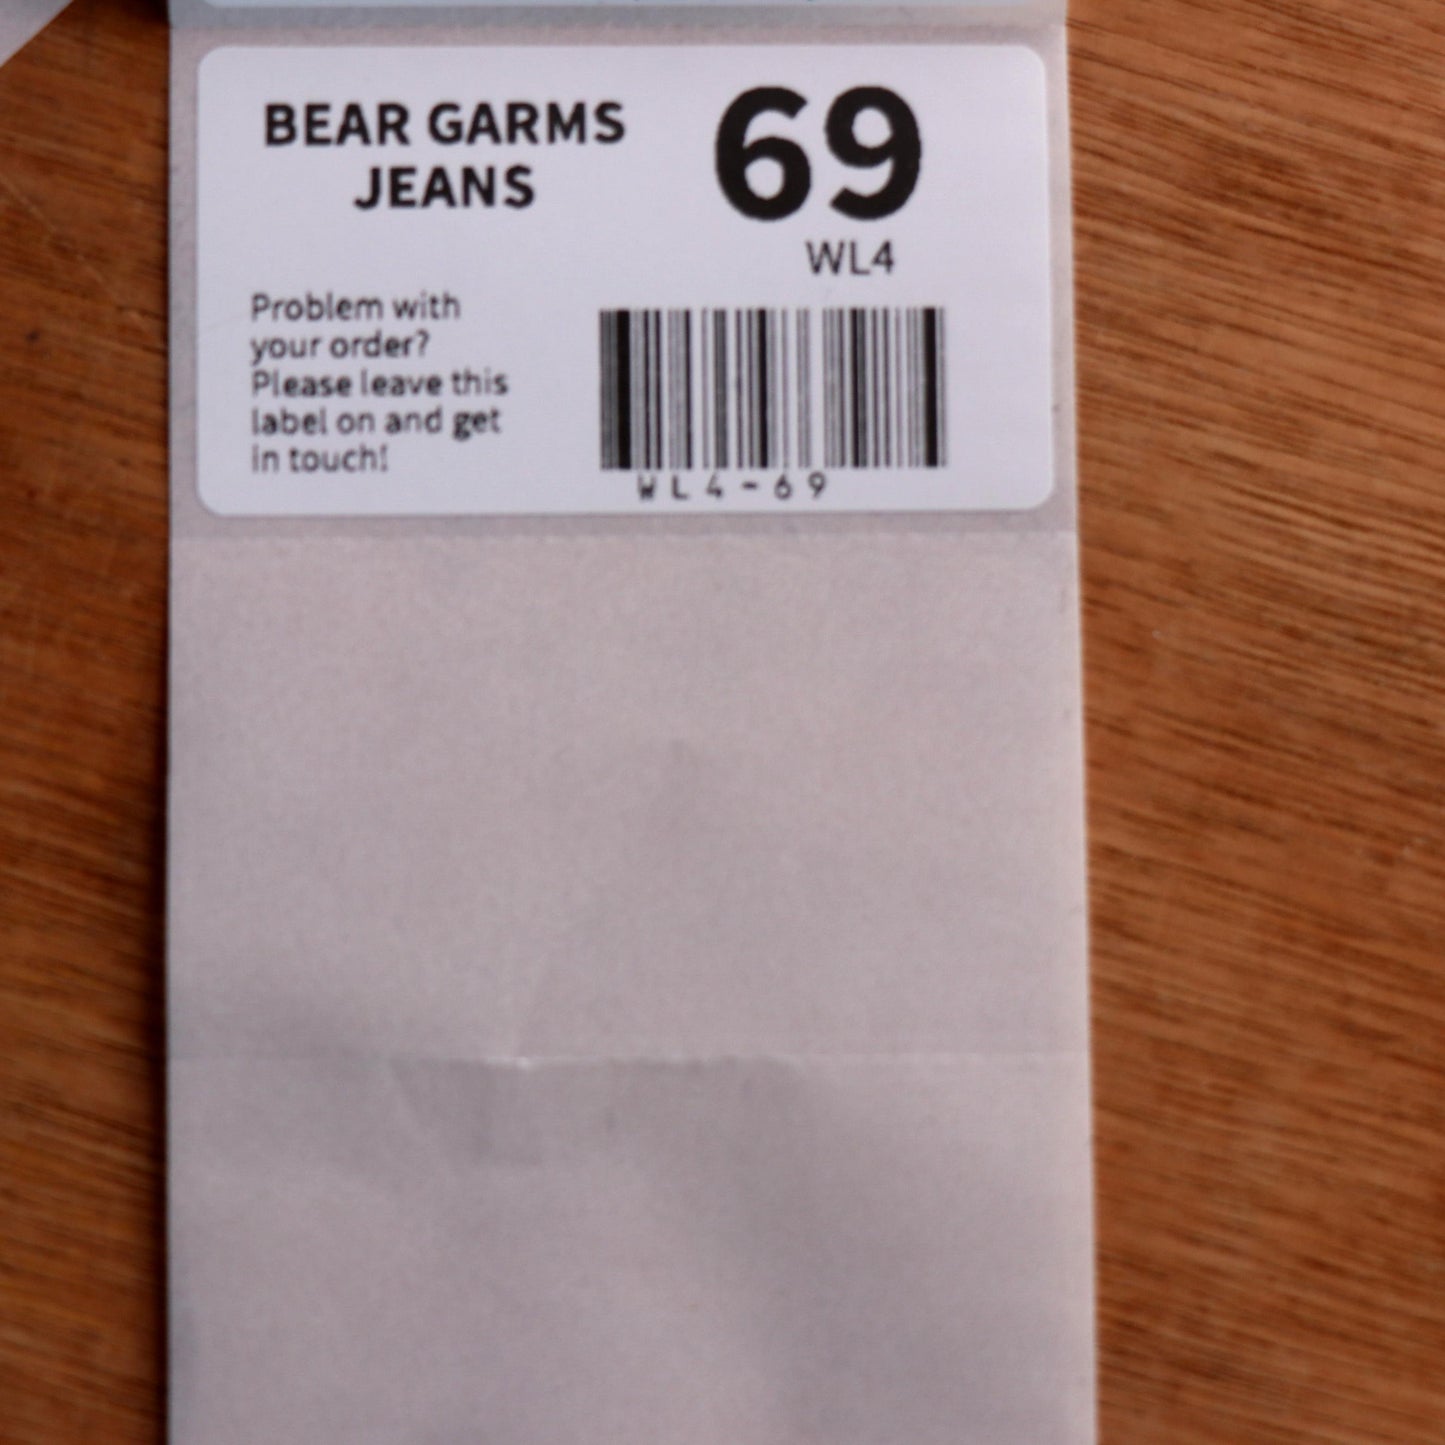 BEAR GARMS
JEANS
69
WL4
Problem with
your order?
Please leave this
label on and get
in touch!
WL4-69